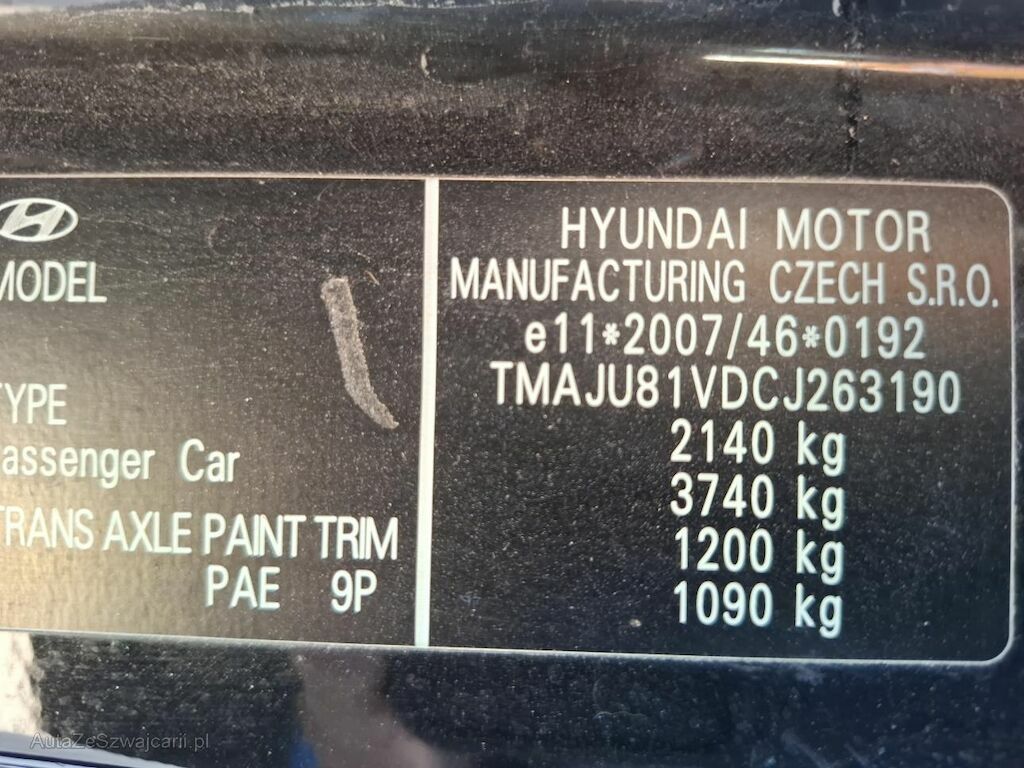 MODEL
TYPE
Passenger Car
TRANS AXLE PAINT TRIM
PAE 9P
HYUNDAI MOTOR
MANUFACTURING CZECH S.R.O.
e11*2007/46*0192
TMAJU81VDCJ263190
2140 kg
3740 kg
1200 kg
1090 kg
AutaZeSzwajcarii.pl